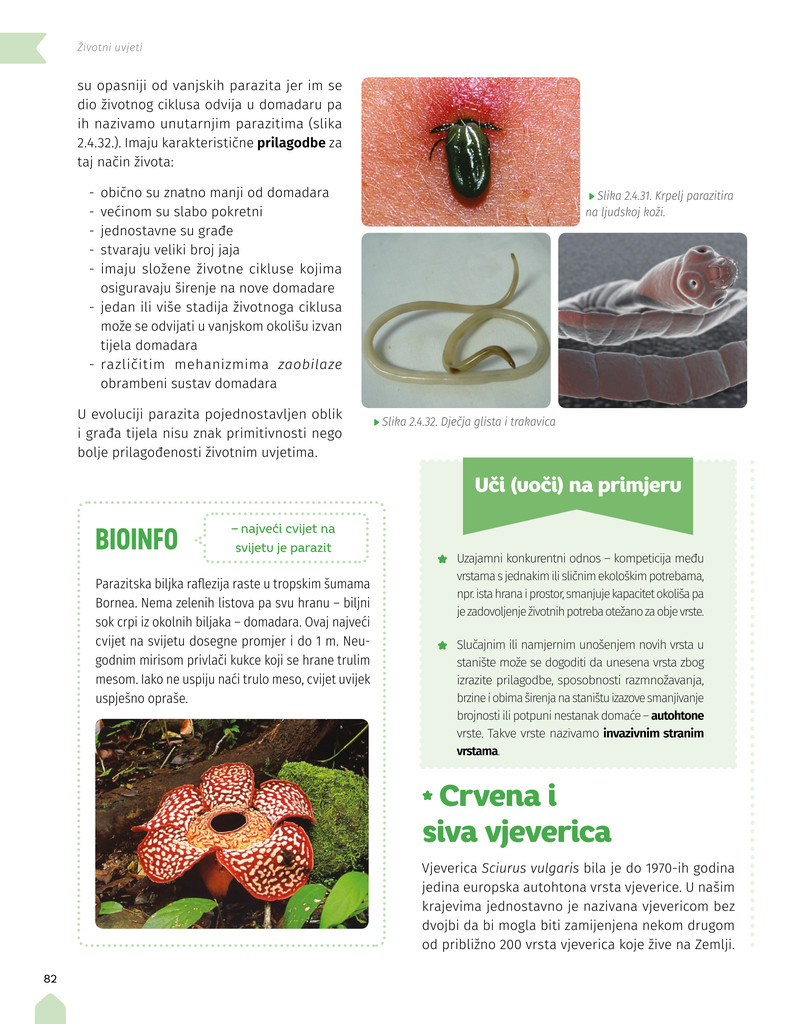 Životni uvjeti
su opasniji od vanjskih parazita jer im se
dio životnog ciklusa odvija u domadaru pa
ih nazivamo unutarnjim parazitima (slika
2.4.32.). Imaju karakteristične prilagodbe za
taj način života:
- obično su znatno manji od domadara
- većinom su slabo pokretni
- jednostavne su građe
- stvaraju veliki broj jaja
- imaju složene životne cikluse kojima
osiguravaju širenje na nove domadare
- jedan ili više stadija životnoga ciklusa
može se odvijati u vanjskom okolišu izvan
tijela domadara
- različitim mehanizmima zaobilaze
obrambeni sustav domadara
U evoluciji parazita pojednostavljen oblik
i građa tijela nisu znak primitivnosti nego
bolje prilagođenosti životnim uvjetima.
Slika 2.4.31. Krpelj parazitira
na ljudskoj koži.
Slika 2.4.32. Dječja glista i trakavica
BIOINFO
– najveći cvijet na
svijetu je parazit
Parazitska biljka raflezija raste u tropskim šumama
Bornea. Nema zelenih listova pa svu hranu – biljni
sok crpi iz okolnih biljaka – domadara. Ovaj najveći
cvijet na svijetu dosegne promjer i do 1 m. Neu-
godnim mirisom privlači kukce koji se hrane trulim
mesom. Iako ne uspiju naći trulo meso, cvijet uvijek
uspješno opraše.
Uči (uoči) na primjeru
Uzajamni konkurentni odnos – kompeticija među
vrstama s jednakim ili sličnim ekološkim potrebama,
npr. ista hrana i prostor, smanjuje kapacitet okoliša pa
je zadovoljenje životnih potreba otežano za obje vrste.
Slučajnim ili namjernim unošenjem novih vrsta u
stanište može se dogoditi da unesena vrsta zbog
izrazite prilagodbe, sposobnosti razmnožavanja,
brzine i obima širenja na staništu izazove smanjivanje
brojnosti ili potpuni nestanak domaće – autohtone
vrste. Takve vrste nazivamo invazivnim stranim
vrstama.
Crvena i
siva vjeverica
Vjeverica Sciurus vulgaris bila je do 1970-ih godina
jedina europska autohtona vrsta vjeverice. U našim
krajevima jednostavno je nazivana vjevericom bez
dvojbi da bi mogla biti zamijenjena nekom drugom
od približno 200 vrsta vjeverica koje žive na Zemlji.
82